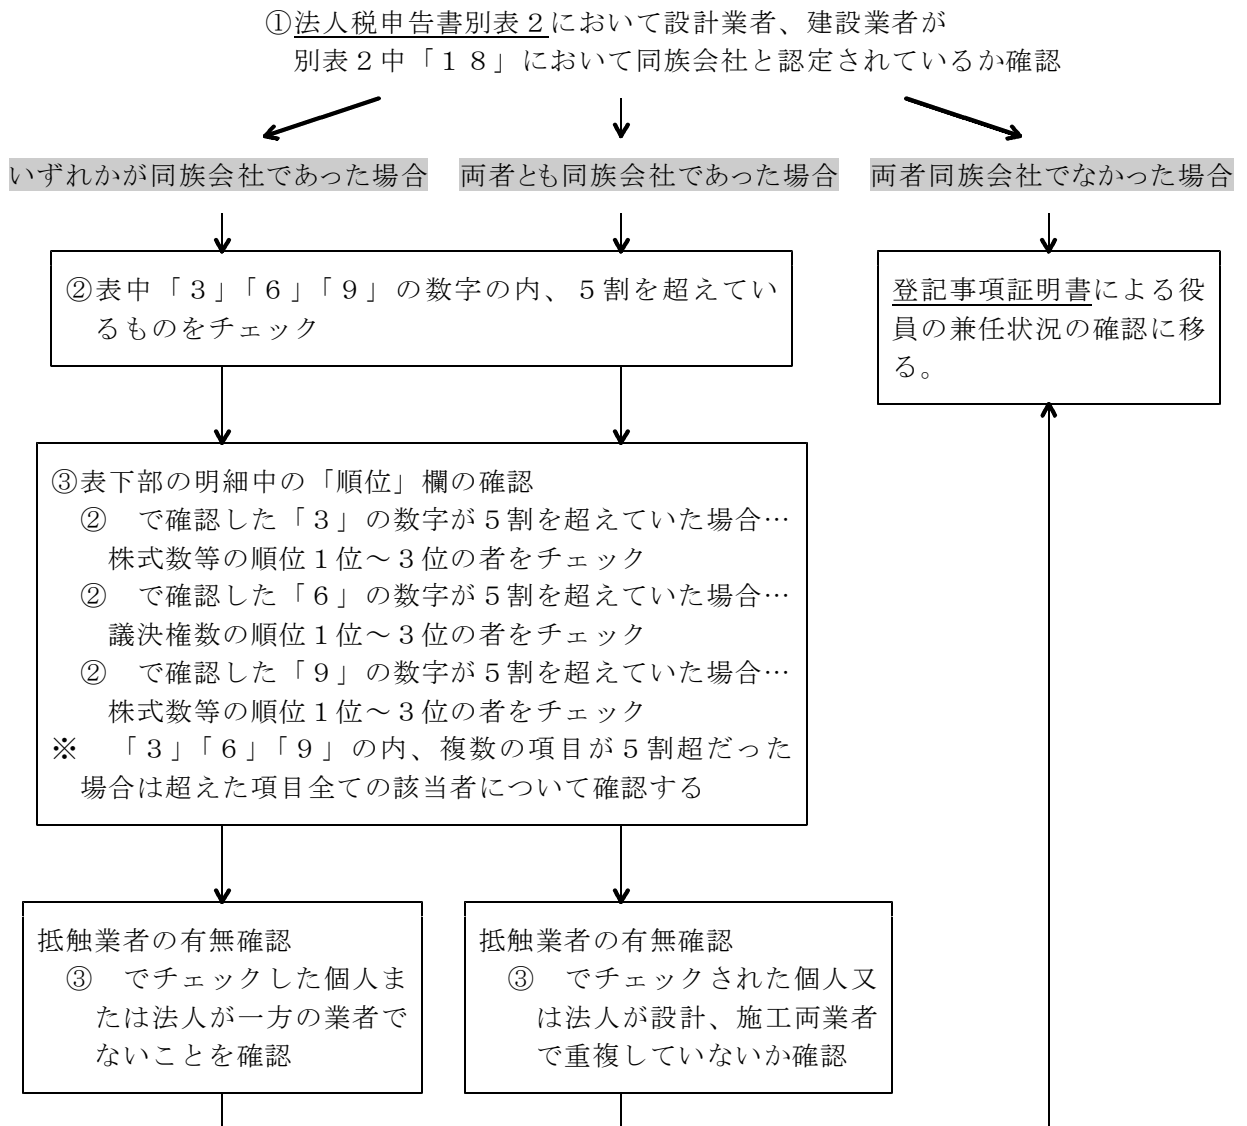 ①法人税申告書別表２において設計業者、建設業者が
別表２中「１８」において同族会社と認定されているか確認
いずれかが同族会社であった場合
両者とも同族会社であった場合
両者同族会社でなかった場合
②表中「３」「６」「９」の数字の内、５割を超えてい
るものをチェック
登記事項証明書による役
員の兼任状況の確認に移
る。
③表下部の明細中の「順位」欄の確認
②　で確認した「３」の数字が５割を超えていた場合…
株式数等の順位１位～３位の者をチェック
②　で確認した「６」の数字が５割を超えていた場合…
議決権数の順位１位～３位の者をチェック
②　で確認した「９」の数字が５割を超えていた場合…
株式数等の順位１位～３位の者をチェック
※　「３」「６」「９」の内、複数の項目が５割超だった
場合は超えた項目全ての該当者について確認する
抵触業者の有無確認
③　でチェックした個人ま
たは法人が一方の業者で
ないことを確認
抵触業者の有無確認
③　でチェックされた個人又
は法人が設計、施工両業者
で重複していないか確認